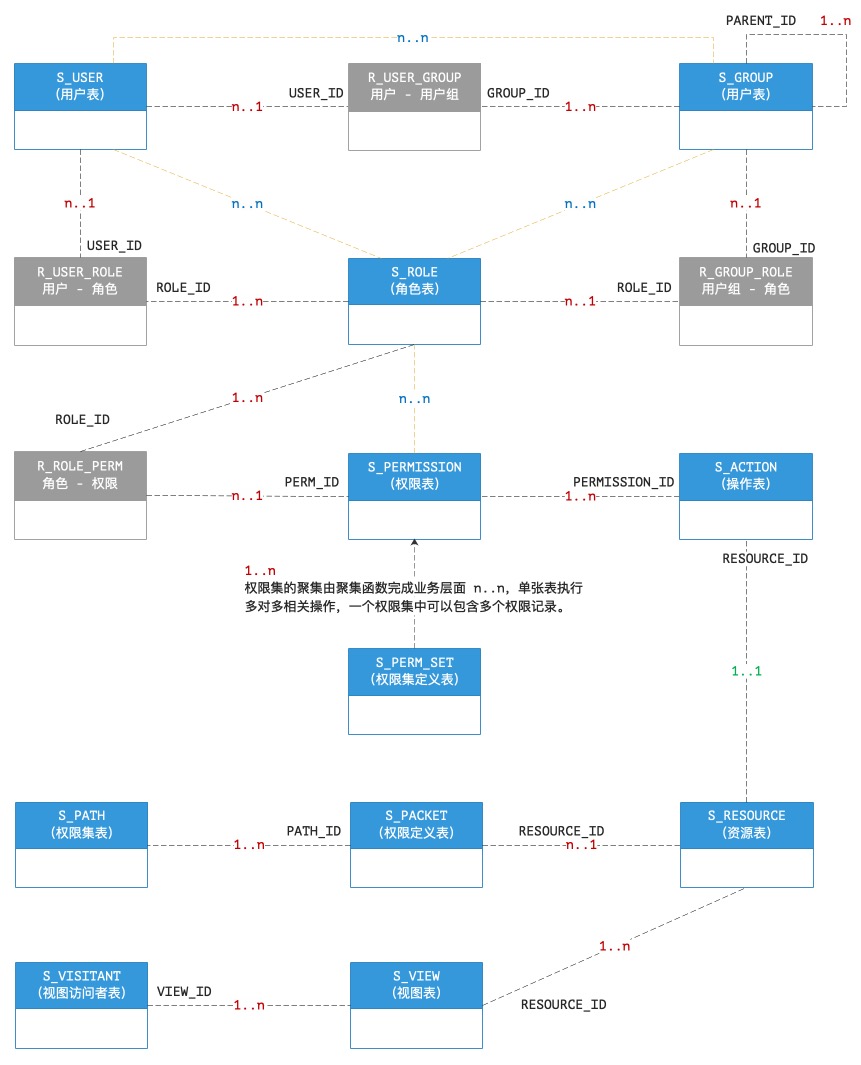 PARENT_ID 1..n
n..n
S_USER
(用户表)
R_USER_GROUP
用户 - 用户组
S_GROUP
(用户表)
USER_ID
GROUP_ID
n..1
1..n
n..1
n..n
n..n
n..1
USER_ID
GROUP_ID
R_USER_ROLE
用户 - 角色
S_ROLE
(角色表)
R_GROUP_ROLE
用户组 - 角色
ROLE_ID
ROLE_ID
1..n
n..1
1..n
n..n
ROLE_ID
R_ROLE_PERM
角色 - 权限
S_PERMISSION
(权限表)
S_ACTION
(操作表)
PERM_ID
PERMISSION_ID
n..1
1..n
RESOURCE_ID
1..n
权限集的聚集由聚集函数完成业务层面 n..n，单张表执行
多对多相关操作，一个权限集中可以包含多个权限记录。
S_PERM_SET
(权限集定义表)
1..1
S_PATH
(权限集表)
S_PACKET
(权限定义表)
S_RESOURCE
(资源表)
PATH_ID
RESOURCE_ID
1..n
n..1
1..n
S_VISITANT
(视图访问者表)
S_VIEW
(视图表)
VIEW_ID
1..n
RESOURCE_ID